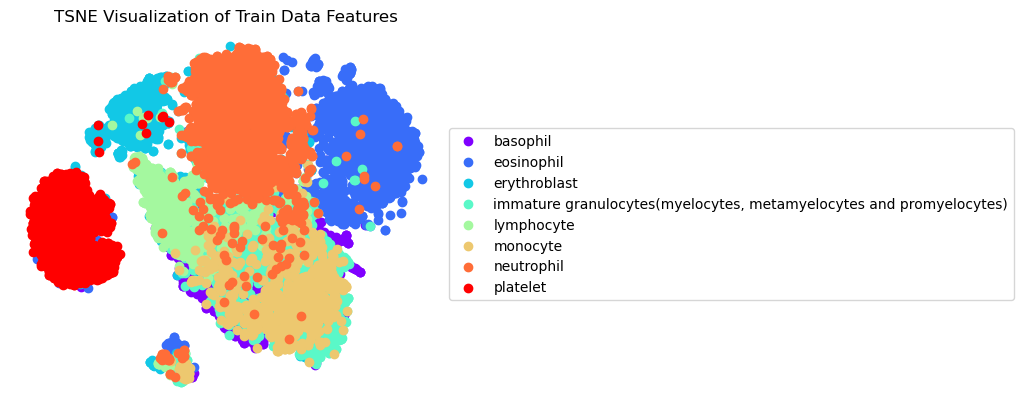 TSNE Visualization of Train Data Features
basophil
eosinophil
erythroblast
immature granulocytes(myelocytes, metamyelocytes and promyelocytes)
lymphocyte
monocyte
neutrophil
platelet